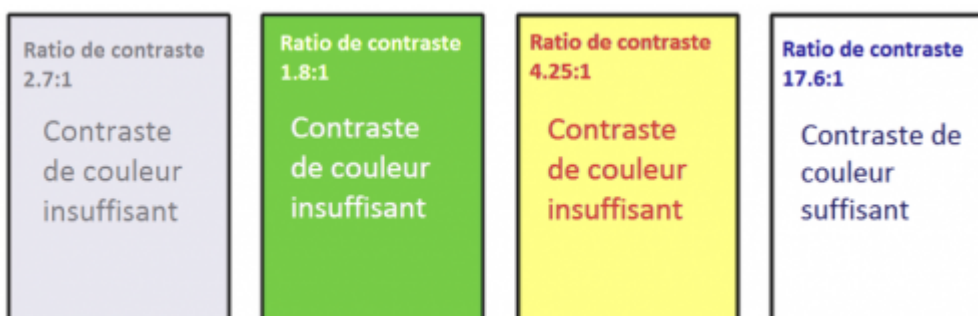 Ratio de contraste
2.7:1
Contraste
de couleur
insuffisant
Ratio de contraste
1.8:1
Contraste
de couleur
insuffisant
Ratio de contraste
4.25:1
Contraste
de couleur
insuffisant
Ratio de contraste
17.6:1
Contraste de
couleur
suffisant